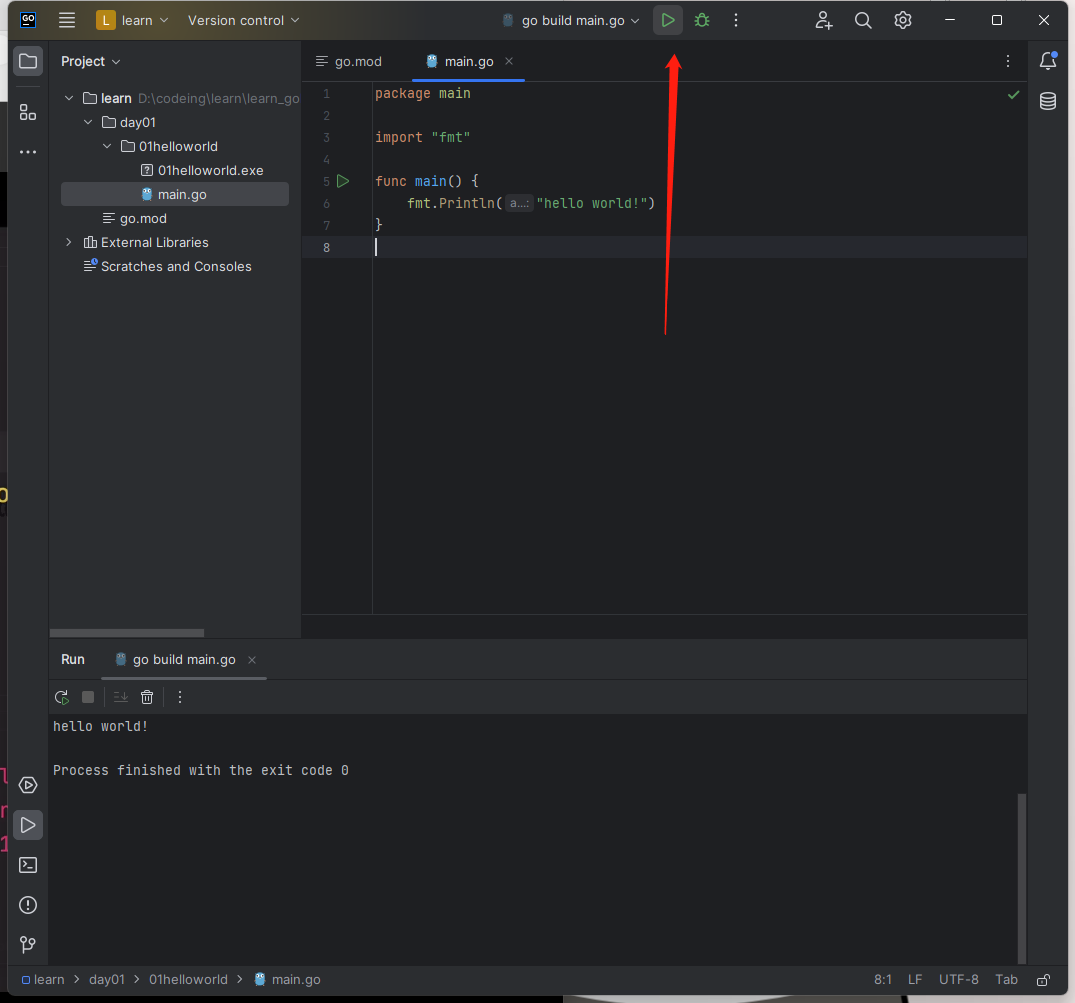 GO
L learn
Version control
go build main.go
Project
learn D:\codeing\learn\learn_go
day01
01helloworld
01helloworld.exe
main.go
go.mod
External Libraries
Scratches and Consoles
go.mod
main.go
1 package main
2
3 import "fmt"
4
5 func main() {
6 fmt.Println( a...: "hello world!")
7 }
8
Run
go build main.go
hello world!
Process finished with the exit code 0
learn > day01 > 01helloworld > main.go
8:1 LF UTF-8 Tab